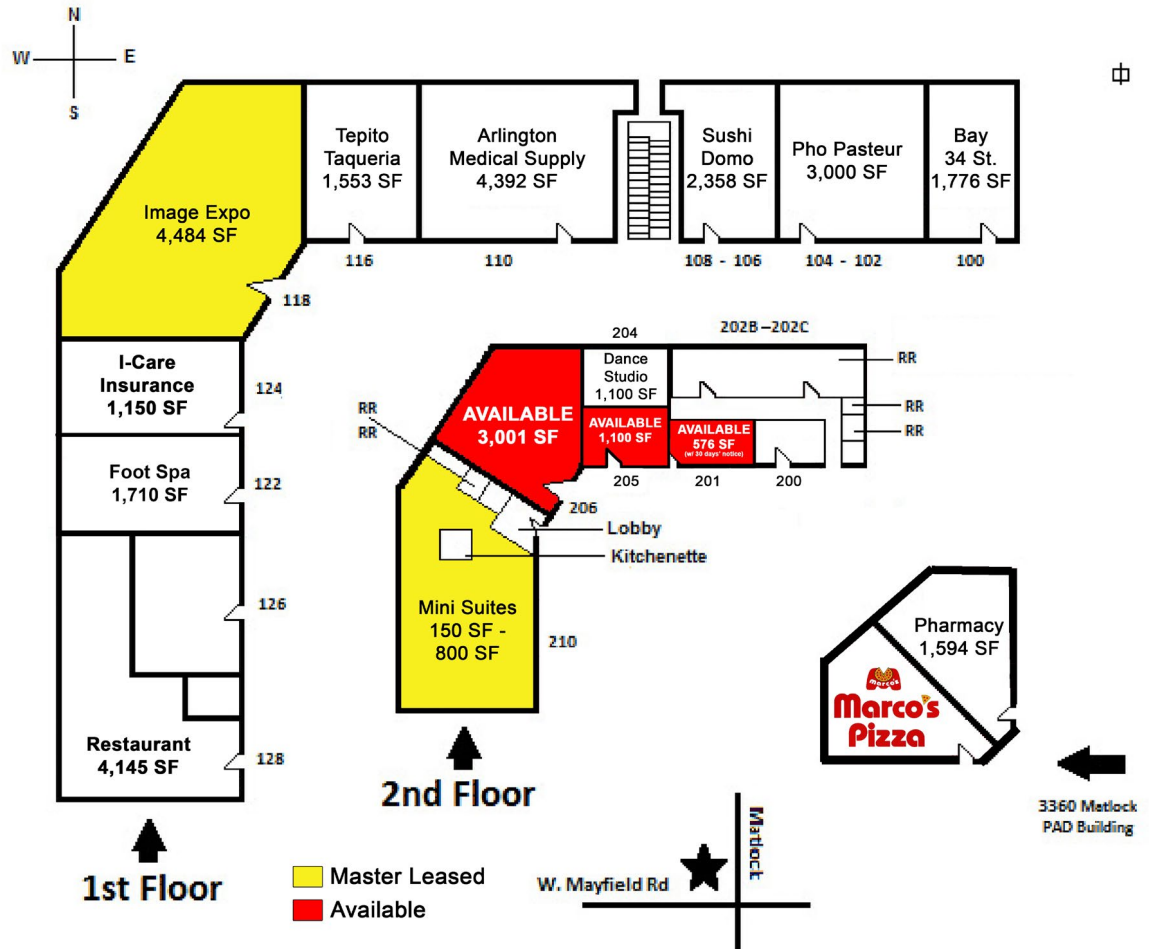 N
W
E
S
Tepito
Taqueria
1,553 SF
Arlington
Medical Supply
4,392 SF
Sushi
Domo
2,358 SF
Pho Pasteur
3,000 SF
Bay
34 St.
1,776 SF
Image Expo
4,484 SF
116
110
108 - 106
104 - 102
100
118
I-Care
Insurance
1,150 SF
124
Foot Spa
1,710 SF
122
126
Restaurant
4,145 SF
128
1st Floor
204
202B-202C
Dance
Studio
1,100 SF
RR
RR
RR
RR
RR
AVAILABLE
3,001 SF
AVAILABLE
1,100 SF
AVAILABLE
576 SF
(w/ 30 days' notice)
205
201
200
206
Lobby
Kitchenette
Mini Suites
150 SF -
800 SF
210
2nd Floor
Pharmacy
1,594 SF
Marco's
Marco's
Pizza
3360 Matlock
PAD Building
Master Leased
Available
W. Mayfield Rd
Matlock